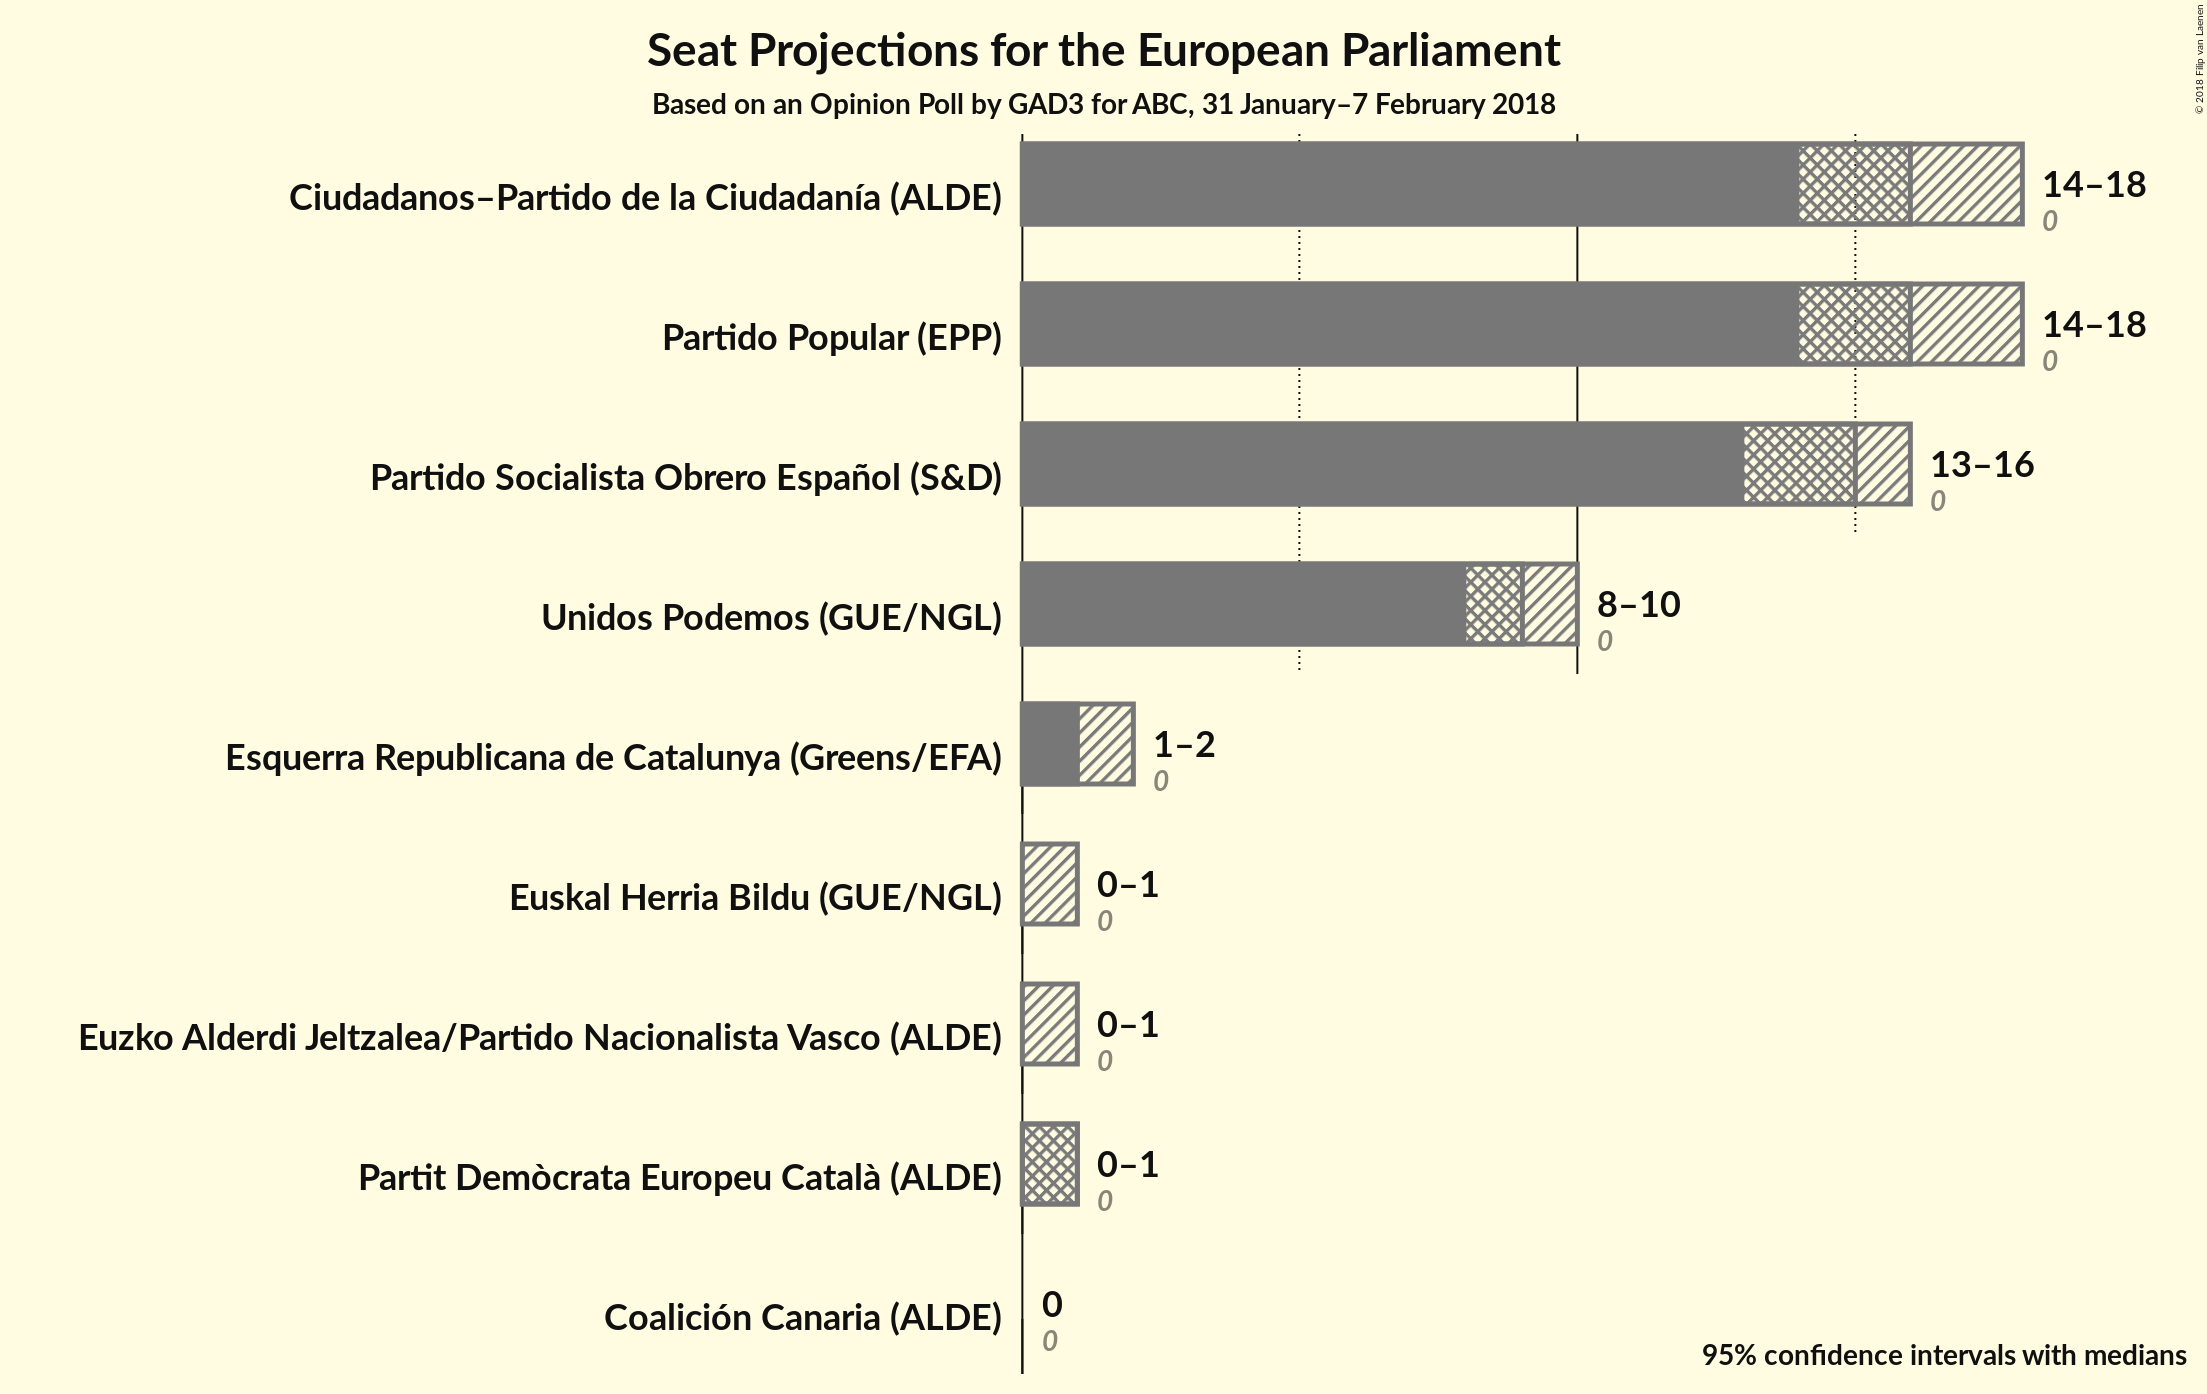 Seat Projections for the European Parliament
Based on an Opinion Poll by GAD3 for ABC, 31 January–7 February 2018
© 2018 Filip van Laenen
Ciudadanos–Partido de la Ciudadanía (ALDE)
14–18
0
Partido Popular (EPP)
14–18
0
Partido Socialista Obrero Español (S&D)
13–16
0
Unidos Podemos (GUE/NGL)
8–10
0
Esquerra Republicana de Catalunya (Greens/EFA)
1–2
0
Euskal Herria Bildu (GUE/NGL)
0–1
0
Euzko Alderdi Jeltzalea/Partido Nacionalista Vasco (ALDE)
0–1
0
Partit Demòcrata Europeu Català (ALDE)
0–1
0
Coalición Canaria (ALDE)
0
0
95% confidence intervals with medians